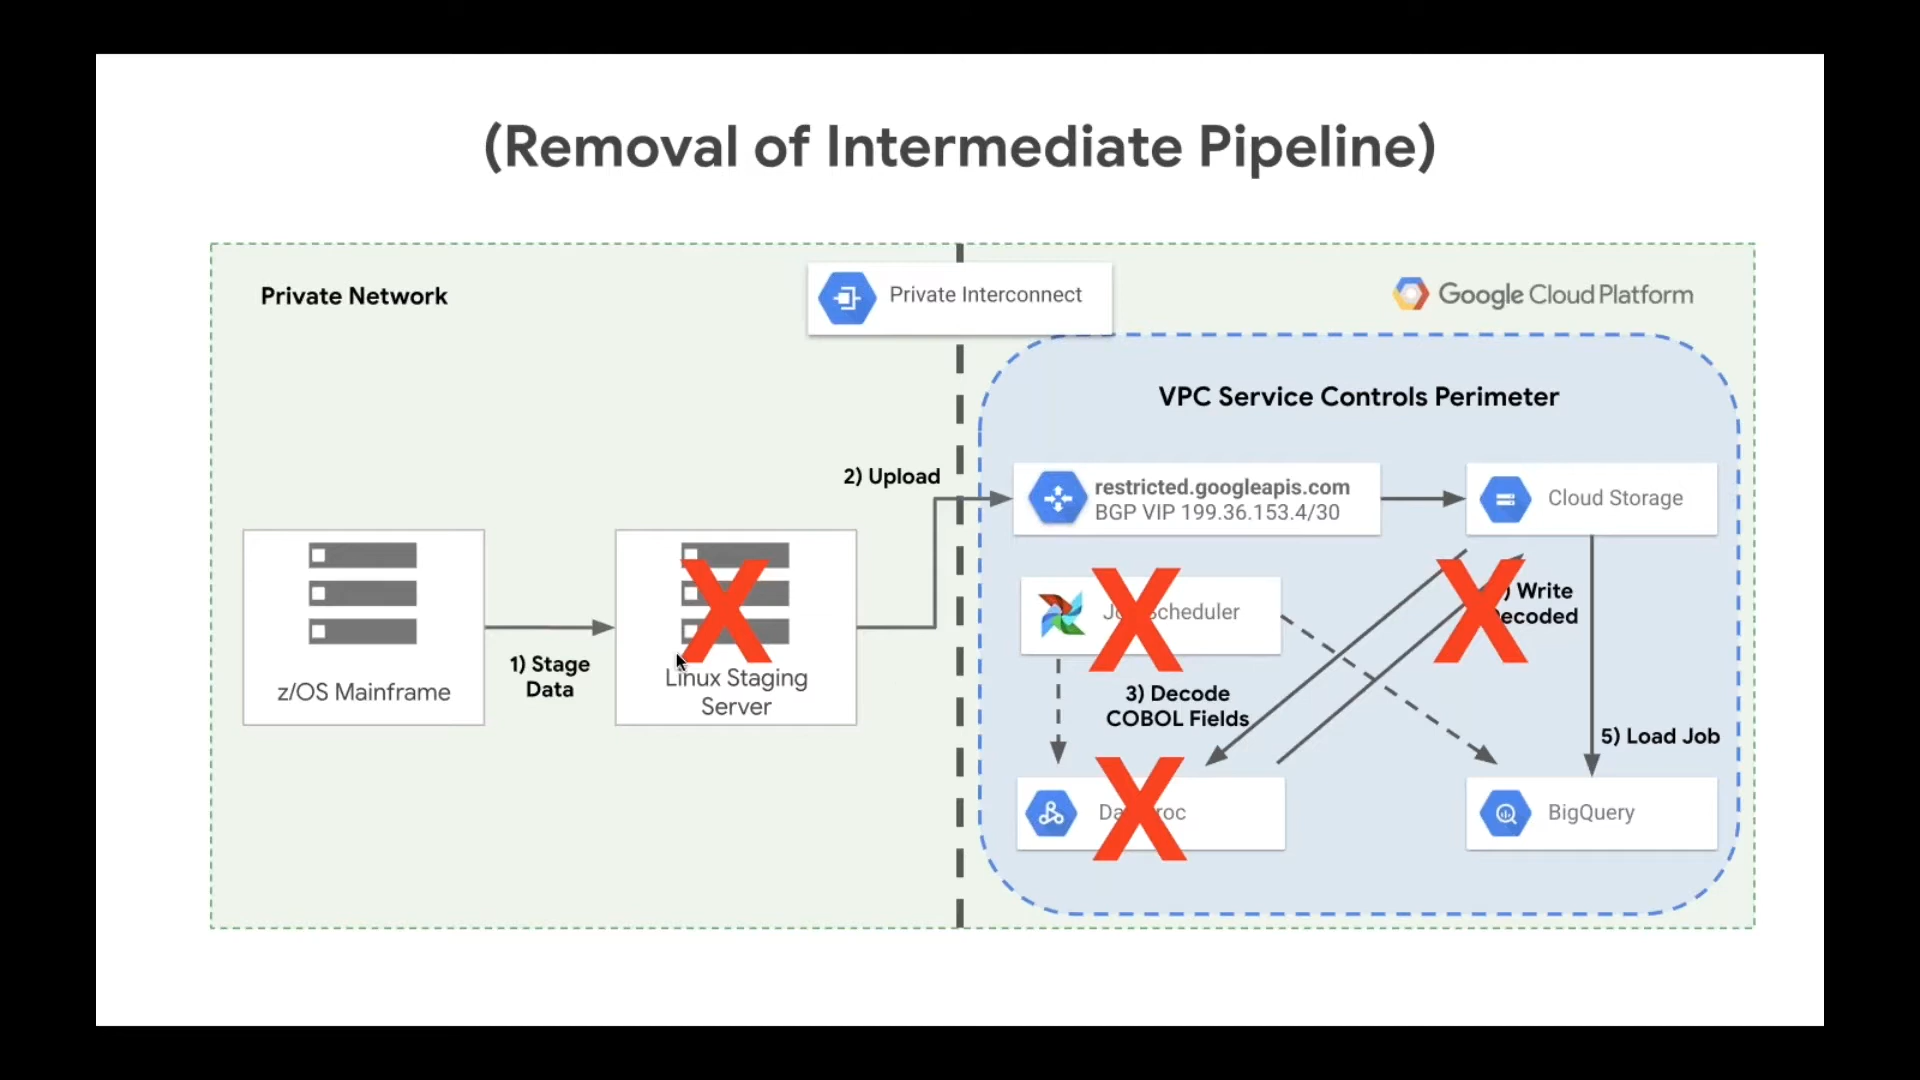 (Removal of Intermediate Pipeline)
Private Network
Private Interconnect
Google Cloud Platform
VPC Service Controls Perimeter
2) Upload
restricted.googleapis.com
BGP VIP 199.36.153.4/30
Cloud Storage
z/OS Mainframe
1) Stage
Data
Linux Staging
Server
Scheduler
Write
3) Decode
COBOL Fields
5) Load Job
BigQuery